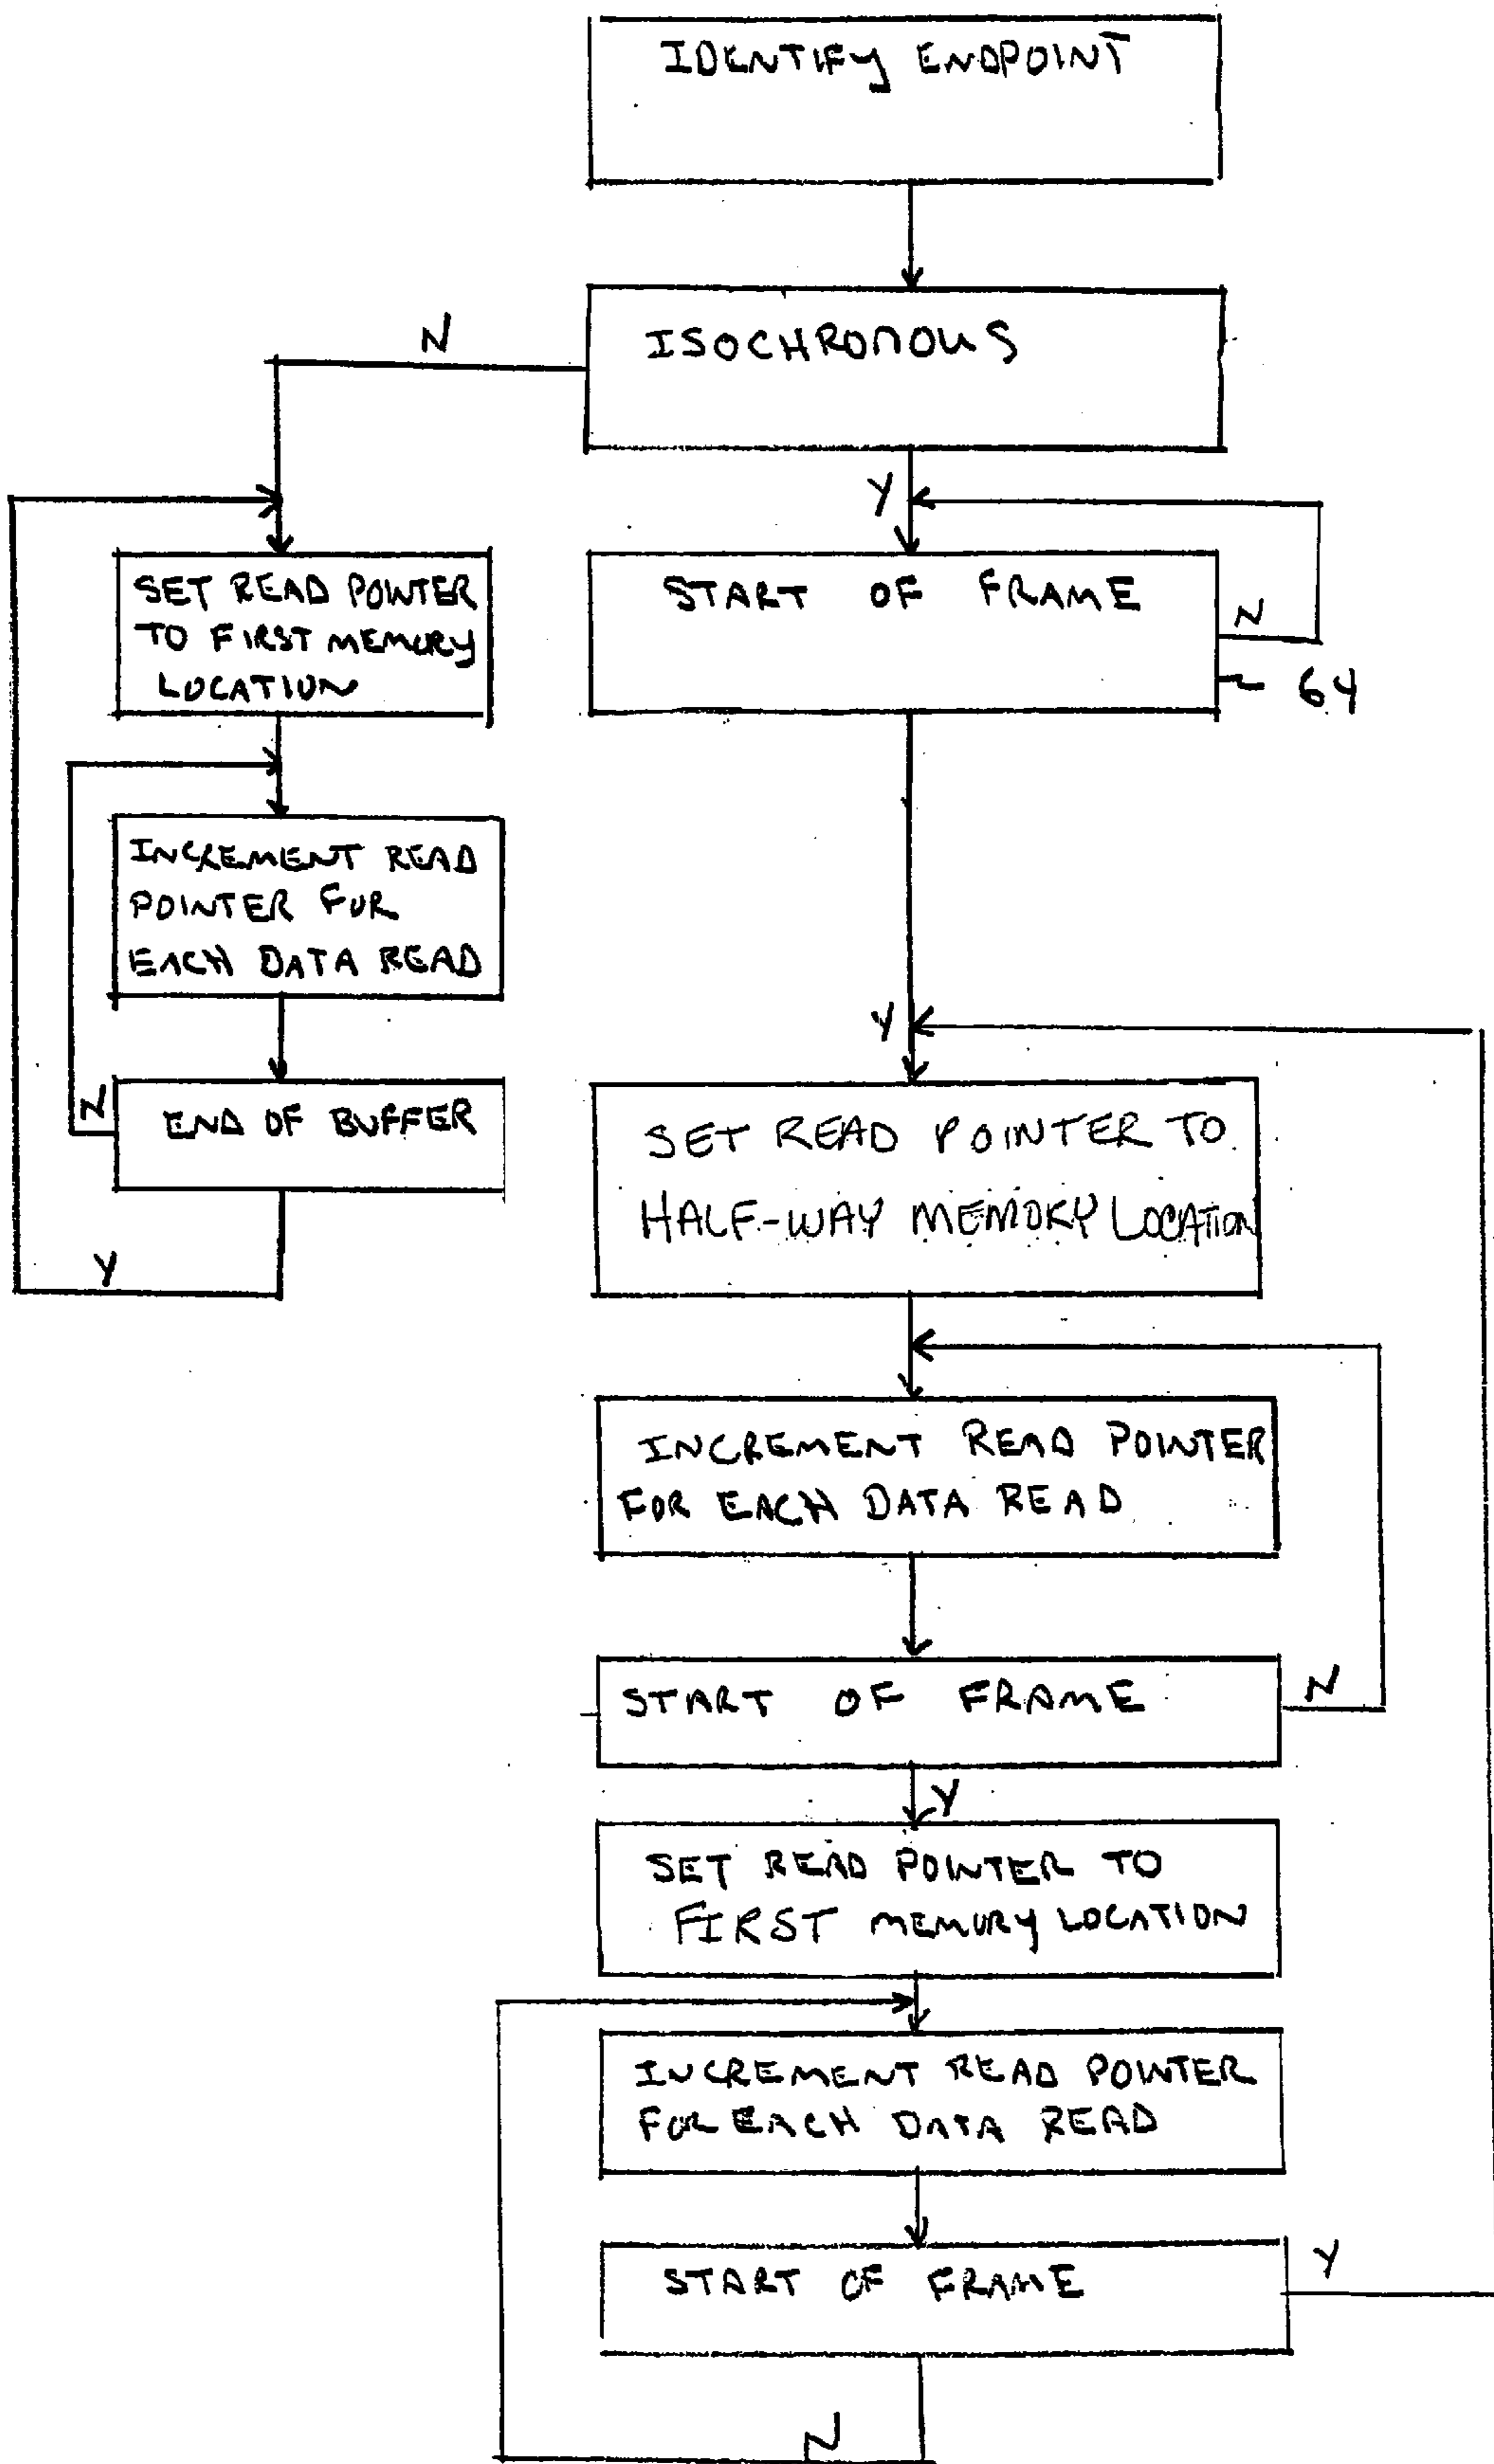 IDENTIFY ENDPOINT
ISOCHRONOUS
N
Y
SET READ POINTER
TO FIRST MEMORY
LOCATION
START OF FRAME
N
64
INCREMENT READ
POINTER FOR
EACH DATA READ
Y
END OF BUFFER
N
Y
SET READ POINTER TO
HALF-WAY MEMORY LOCATION
INCREMENT READ POINTER
FOR EACH DATA READ
START OF FRAME
N
Y
SET READ POINTER TO
FIRST MEMORY LOCATION
INCREMENT READ POINTER
FOR EACH DATA READ
START OF FRAME
Y
N